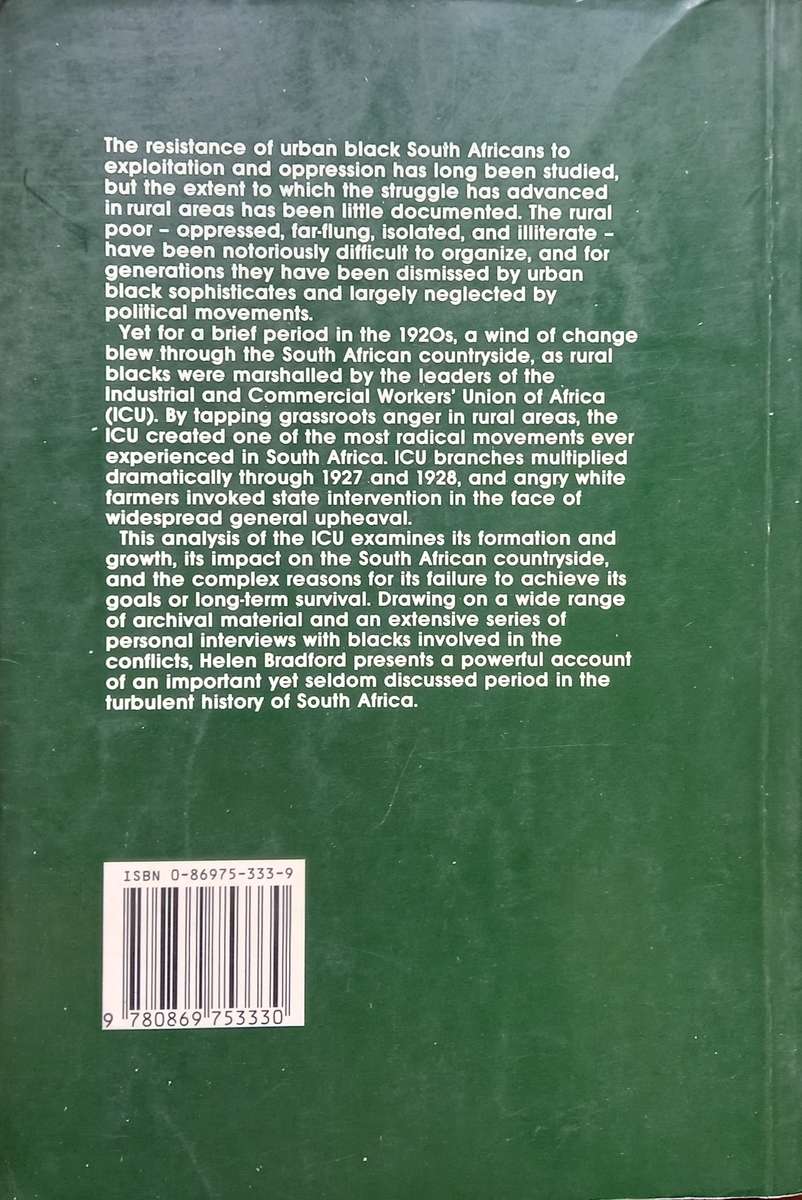 The resistance of urban black South Africans to
exploitation and oppression has long been studied,
but the extent to which the struggle has advanced
in rural areas has been little documented. The rural
poor – oppressed, far-flung, isolated, and illiterate –
have been notoriously difficult to organize, and for
generations they have been dismissed by urban
black sophisticates and largely neglected by
political movements.
Yet for a brief period in the 1920s, a wind of change
blew through the South African countryside, as rural
blacks were marshalled by the leaders of the
Industrial and Commercial Workers' Union of Africa
(ICU). By tapping grassroots anger in rural areas, the
ICU created one of the most radical movements ever
experienced in South Africa. ICU branches multiplied
dramatically through 1927 and 1928, and angry white
farmers invoked state intervention in the face of
widespread general upheaval.
This analysis of the ICU examines its formation and
growth, its impact on the South African countryside,
and the complex reasons for its failure to achieve its
goals or long-term survival. Drawing on a wide range
of archival material and an extensive series of
personal interviews with blacks involved in the
conflicts, Helen Bradford presents a powerful account
of an important yet seldom discussed period in the
turbulent history of South Africa.
ISBN 0-86975-333-9
9 780869 753330